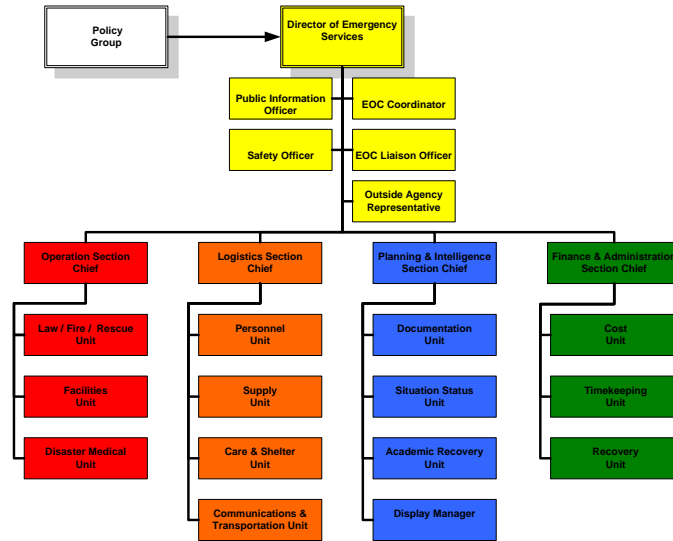 Policy
Group
Director of Emergency
Services
Public Information
Officer
EOC Coordinator
Safety Officer
EOC Liaison Officer
Outside Agency
Representative
Operation Section
Chief
Logistics Section
Chief
Planning & Intelligence
Section Chief
Finance & Administration
Section Chief
Law / Fire / Rescue
Unit
Personnel
Unit
Documentation
Unit
Cost
Unit
Facilities
Unit
Supply
Unit
Situation Status
Unit
Timekeeping
Unit
Disaster Medical
Unit
Care & Shelter
Unit
Academic Recovery
Unit
Recovery
Unit
Communications &
Transportation Unit
Display Manager